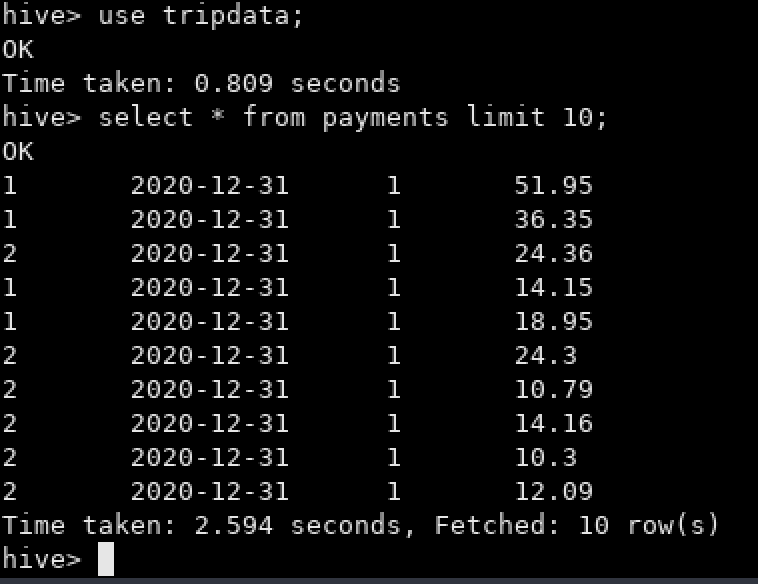 hive> use tripdata;
OK
Time taken: 0.809 seconds
hive> select * from payments limit 10;
OK
1       2020-12-31      1       51.95
1       2020-12-31      1       36.35
2       2020-12-31      1       24.36
1       2020-12-31      1       14.15
1       2020-12-31      1       18.95
2       2020-12-31      1       24.3
2       2020-12-31      1       10.79
2       2020-12-31      1       14.16
2       2020-12-31      1       10.3
2       2020-12-31      1       12.09
Time taken: 2.594 seconds, Fetched: 10 row(s)
hive>